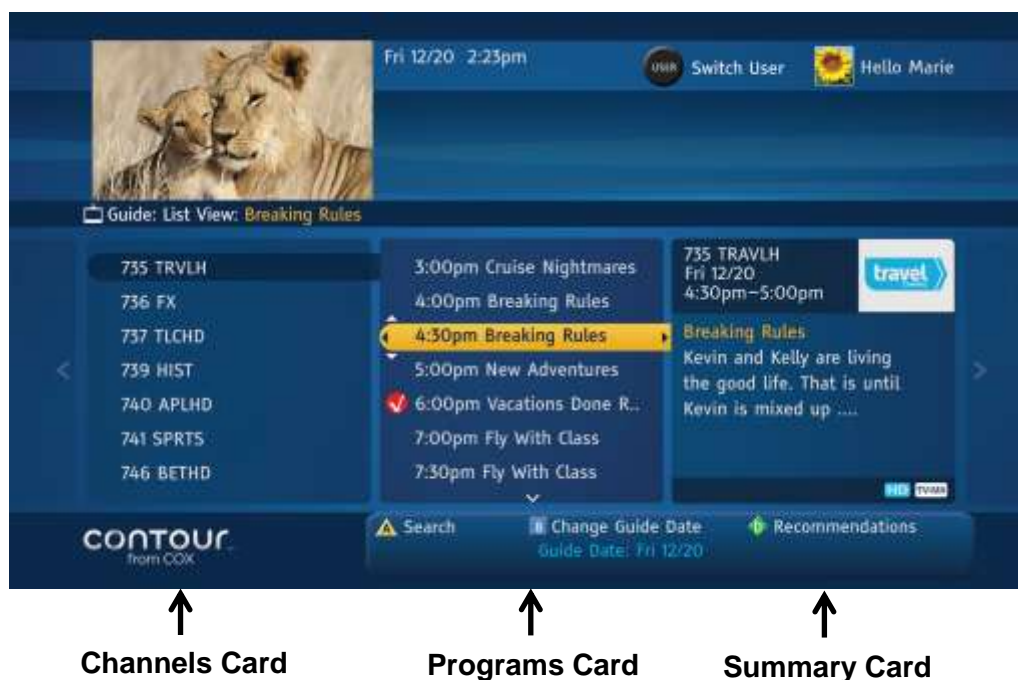 Fri 12/20 2:23pm
USER Switch User
Hello Marie
Guide: List View: Breaking Rules
735 TRVLH
736 FX
737 TLCHD
739 HIST
740 APLHD
741 SPRTS
746 BETHD
3:00pm Cruise Nightmares
4:00pm Breaking Rules
4:30pm Breaking Rules
5:00pm New Adventures
6:00pm Vacations Done R..
7:00pm Fly With Class
7:30pm Fly With Class
735 TRAVLH
Fri 12/20
4:30pm–5:00pm
travel
Breaking Rules
Kevin and Kelly are living
the good life. That is until
Kevin is mixed up ....
HD TV-MA
contour
from COX
A Search
B Change Guide Date
Guide Date: Fri 12/20
Recommendations
Channels Card
Programs Card
Summary Card